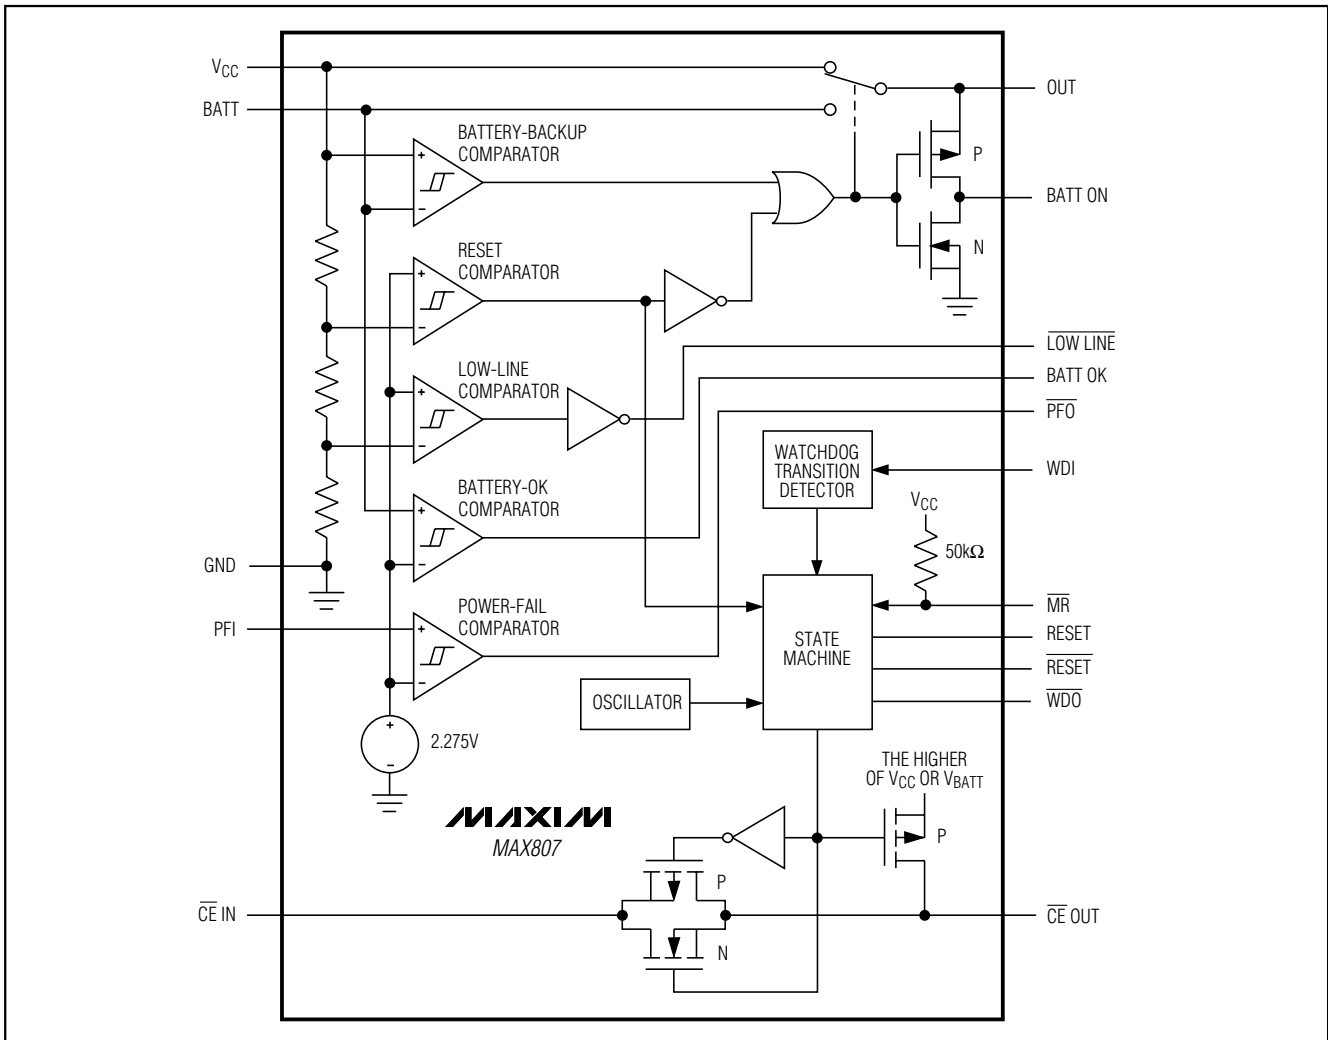 VCC
BATT
OUT
BATTERY-BACKUP
COMPARATOR
+
−
P
BATT ON
N
RESET
COMPARATOR
+
−
LOW LINE
LOW-LINE
COMPARATOR
+
−
BATT OK
PFO
WATCHDOG
TRANSITION
DETECTOR
WDI
BATTERY-OK
COMPARATOR
+
−
VCC
50kΩ
GND
MR
POWER-FAIL
COMPARATOR
+
−
PFI
STATE
MACHINE
RESET
RESET
OSCILLATOR
WDO
+
−
2.275V
THE HIGHER
OF VCC OR VBATT
MAXIM
MAX807
P
P
CE IN
CE OUT
N